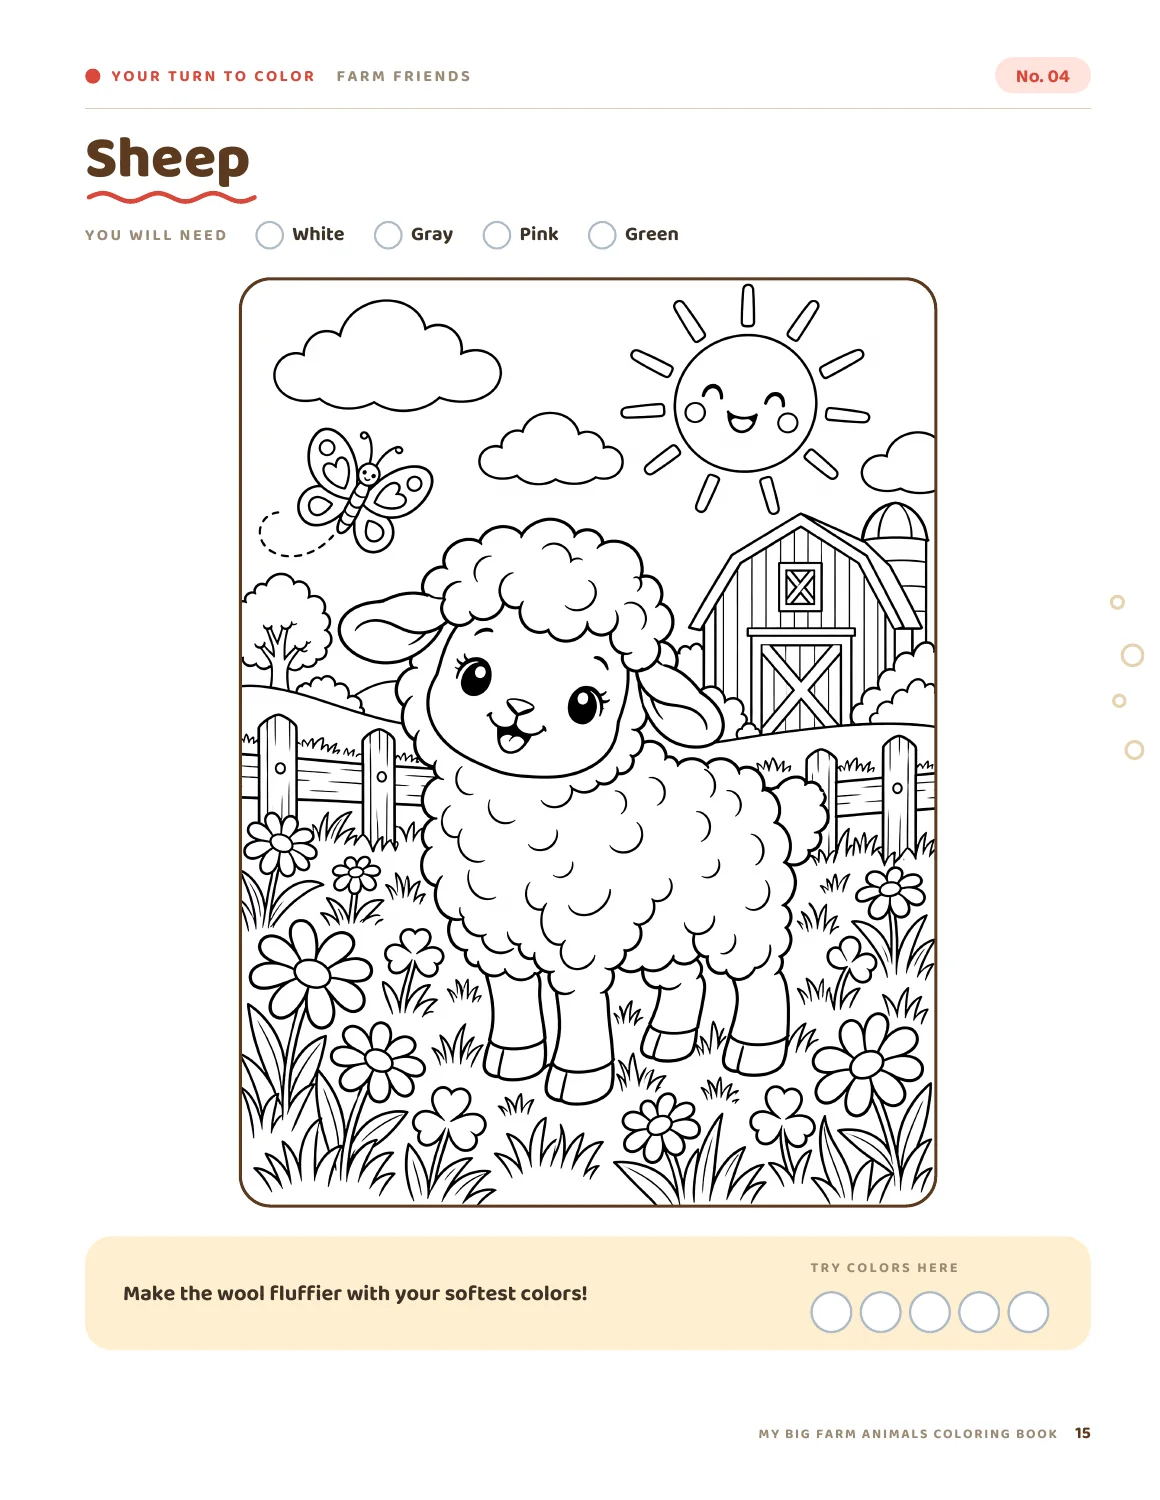 YOUR TURN TO COLOR FARM FRIENDS No. 04
Sheep
YOU WILL NEED White Gray Pink Green
Make the wool fluffier with your softest colors!
TRY COLORS HERE
MY BIG FARM ANIMALS COLORING BOOK 15